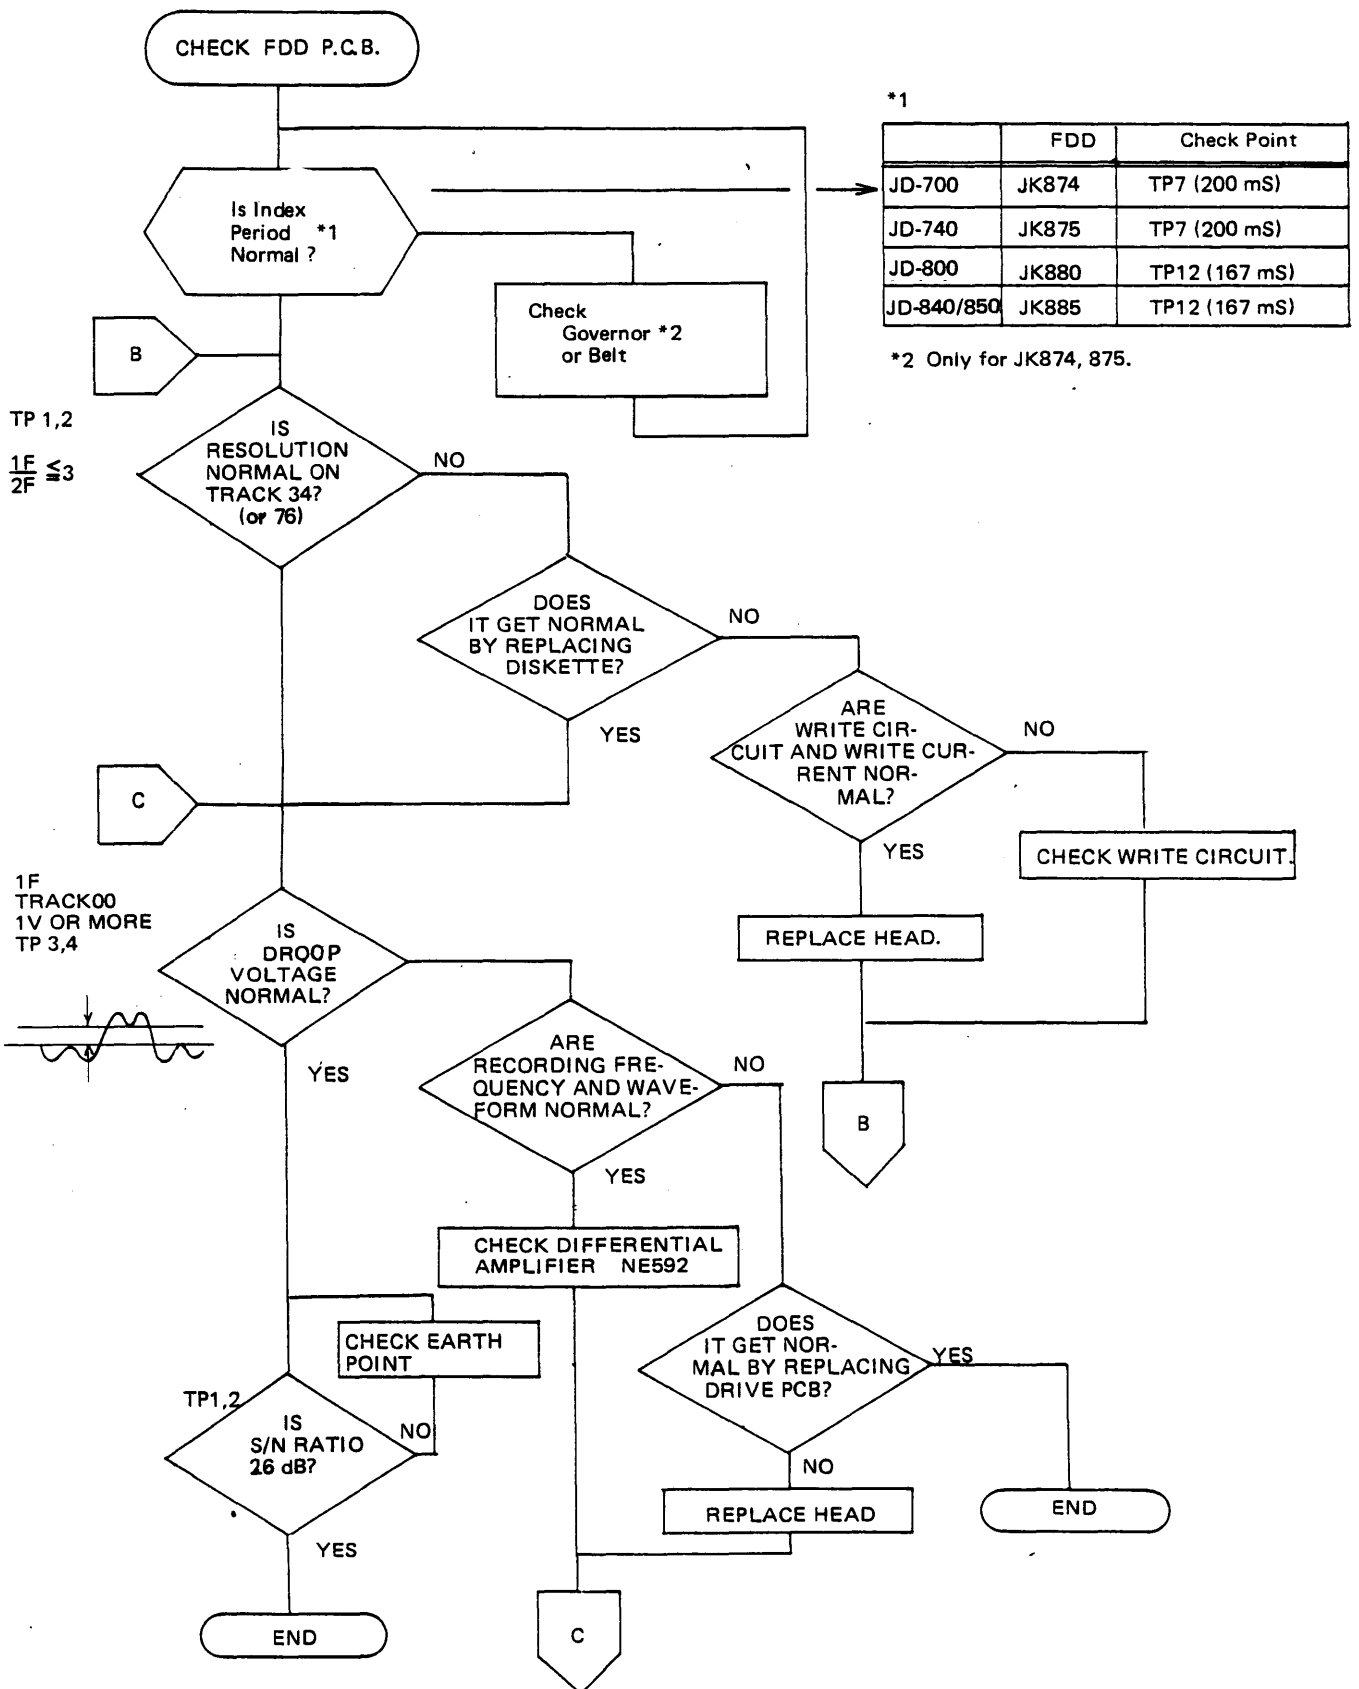 CHECK FDD P.C.B.
*1
FDD Check Point
JD-700 JK874 TP7 (200 mS)
JD-740 JK875 TP7 (200 mS)
JD-800 JK880 TP12 (167 mS)
JD-840/850 JK885 TP12 (167 mS)
*2 Only for JK874, 875.
Is Index
Period *1
Normal ?
Check
Governor *2
or Belt
B
TP 1,2
1F
2F ≦3
IS
RESOLUTION
NORMAL ON
TRACK 34?
(or 76)
NO
DOES
IT GET NORMAL
BY REPLACING
DISKETTE?
NO
YES
ARE
WRITE CIR-
CUIT AND WRITE CUR-
RENT NOR-
MAL?
NO
YES
CHECK WRITE CIRCUIT.
REPLACE HEAD.
B
C
1F
TRACK00
1V OR MORE
TP 3,4
IS
DROOP
VOLTAGE
NORMAL?
YES
ARE
RECORDING FRE-
QUENCY AND WAVE-
FORM NORMAL?
NO
YES
CHECK DIFFERENTIAL
AMPLIFIER NE592
DOES
IT GET NOR-
MAL BY REPLACING
DRIVE PCB?
YES
NO
REPLACE HEAD
END
CHECK EARTH
POINT
TP1,2
IS
S/N RATIO
26 dB?
NO
YES
END
C